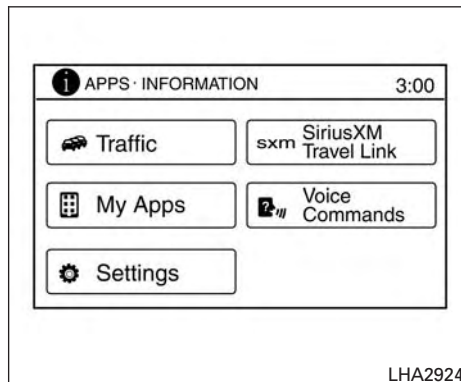 i APPS · INFORMATION 3:00
Traffic
sxm SiriusXM
Travel Link
My Apps
? Voice
Commands
Settings
LHA2924